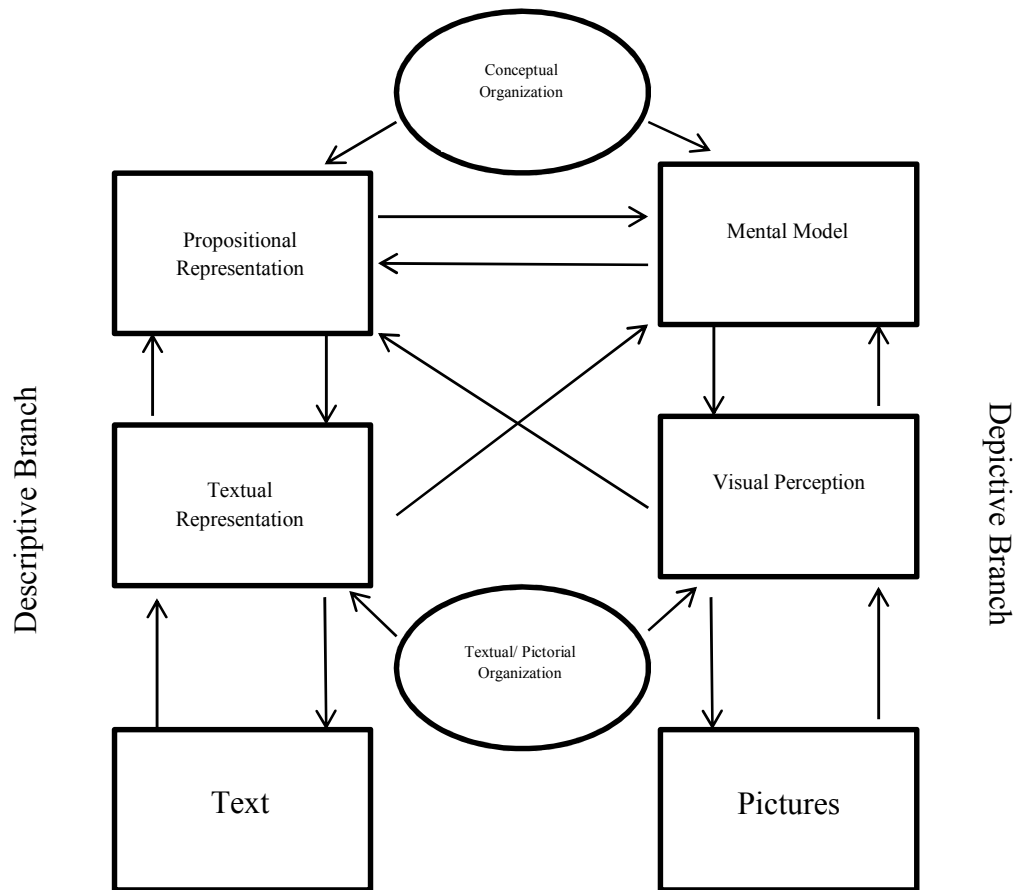 Conceptual
Organization
Propositional
Representation
Mental Model
Descriptive Branch
Depictive Branch
Textual
Representation
Visual Perception
Textual/ Pictorial
Organization
Text
Pictures